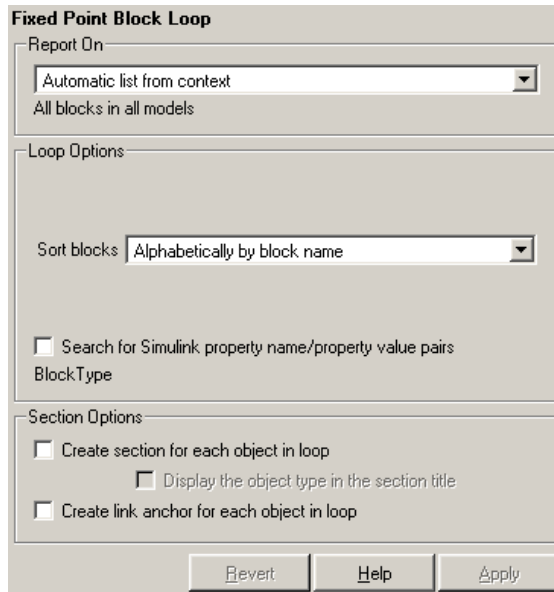 Fixed Point Block Loop
Report On
Automatic list from context
All blocks in all models
Loop Options
Sort blocks Alphabetically by block name
Search for Simulink property name/property value pairs
BlockType
Section Options
Create section for each object in loop
Display the object type in the section title
Create link anchor for each object in loop
Revert Help Apply